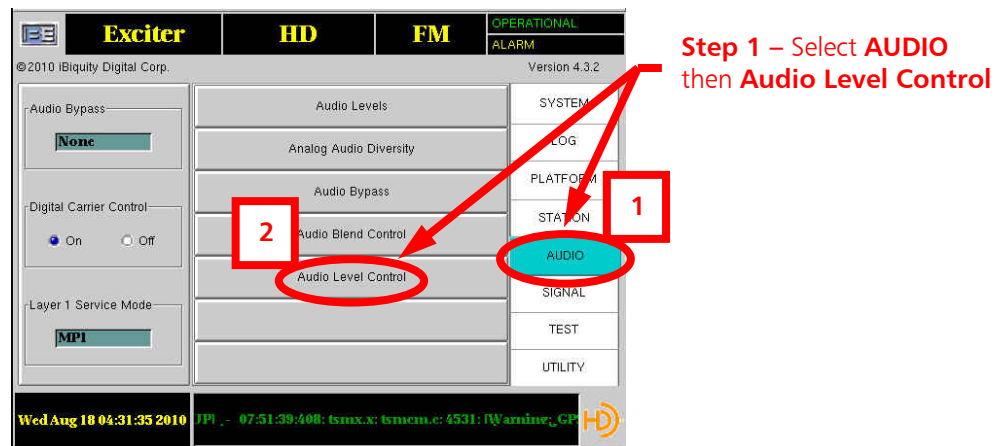 Exciter HD FM OPERATIONAL
ALARM
©2010 iBiquity Digital Corp. Version 4.3.2
Step 1 – Select AUDIO
then Audio Level Control
Audio Bypass
None
Digital Carrier Control
On Off
Layer 1 Service Mode
MP1
Audio Levels
Analog Audio Diversity
Audio Bypass
2
Audio Blend Control
Audio Level Control
SYSTEM
LOG
PLATFORM
STATION
1
AUDIO
SIGNAL
TEST
UTILITY
Wed Aug 18 04:31:35 2010 JPl - 07:51:39:408: tsmx.x: tsmcm.c: 4531: [Warning, GP HD